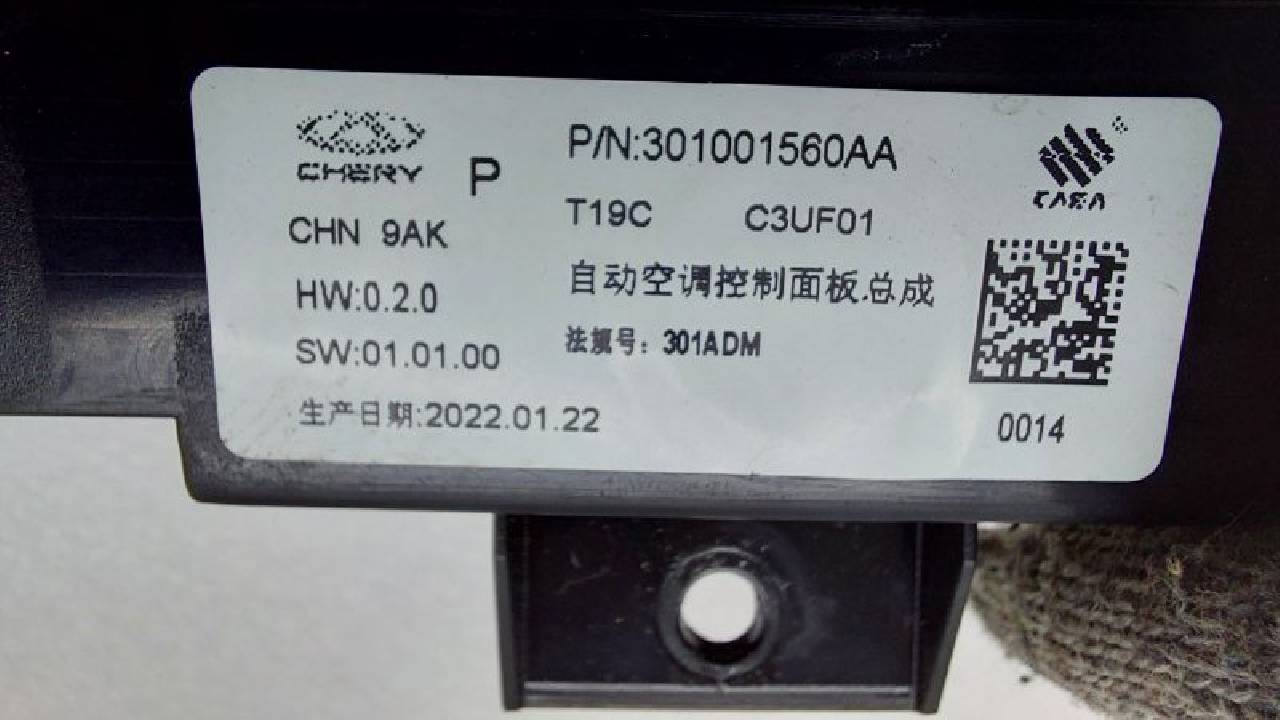 CHERY P
CHN 9AK
HW:0.2.0
SW:01.01.00
生产日期:2022.01.22
P/N:301001560AA
T19C C3UF01
自动空调控制面板总成
法规号: 301ADM
0014